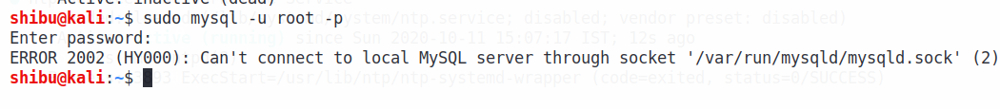 Active: inactive (dead)
shibu@kali:~$ sudo mysql -u root -p
Enter password:
ERROR 2002 (HY000): Can't connect to local MySQL server through socket '/var/run/mysqld/mysqld.sock' (2)
shibu@kali:~$